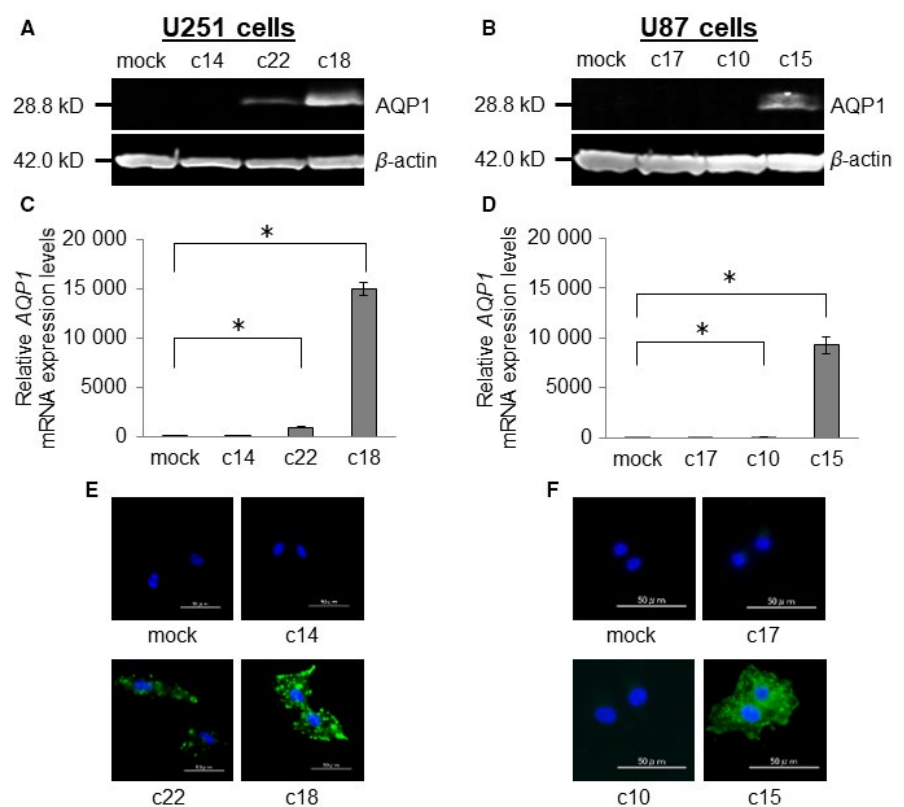 A
U251 cells
mock c14 c22 c18
28.8 kD
AQP1
42.0 kD
β-actin
B
U87 cells
mock c17 c10 c15
28.8 kD
AQP1
42.0 kD
β-actin
C
Relative AQP1
mRNA expression levels
20 000
15 000
10 000
5000
0
*
*
mock c14 c22 c18
D
Relative AQP1
mRNA expression levels
20 000
15 000
10 000
5000
0
*
*
mock c17 c10 c15
E
mock
c14
50 μm
c22
50 μm
c18
F
50 μm
mock
50 μm
c17
50 μm
c10
50 μm
c15